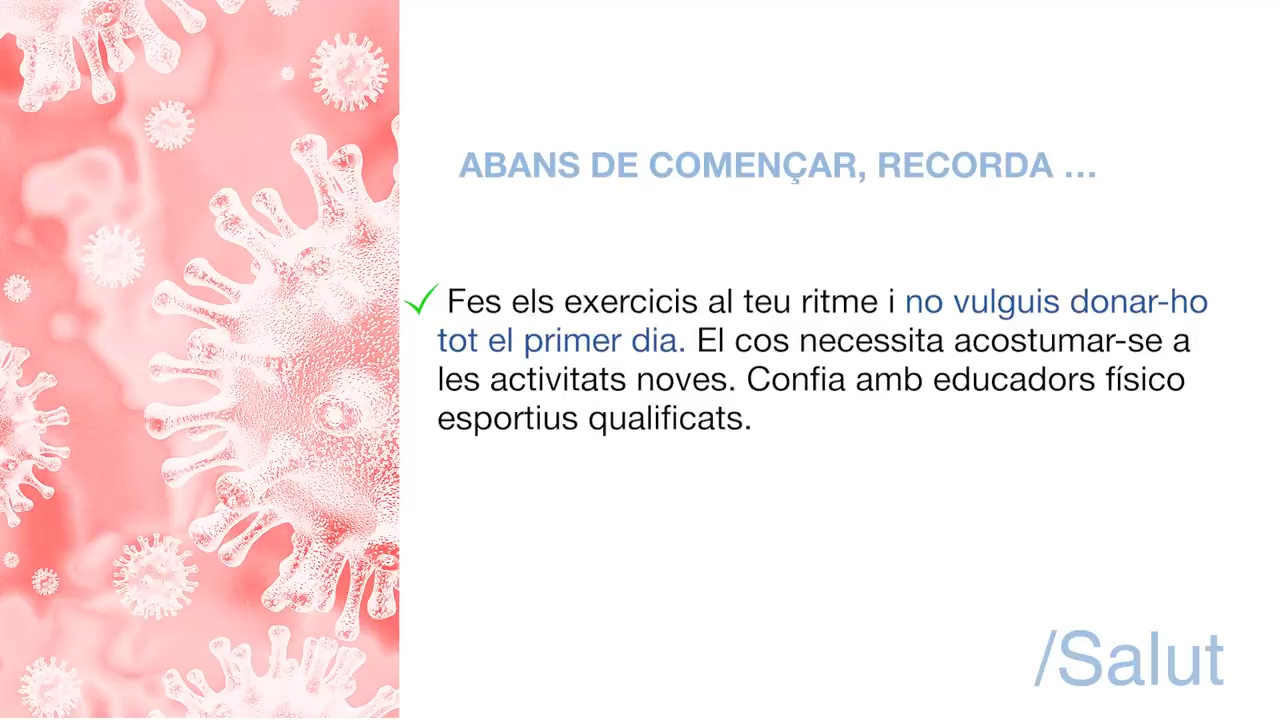 ABANS DE COMENÇAR, RECORDA ...
Fes els exercicis al teu ritme i no vulguis donar-ho
tot el primer dia. El cos necessita acostumar-se a
les activitats noves. Confia amb educadors físico
esportius qualificats.
/Salut